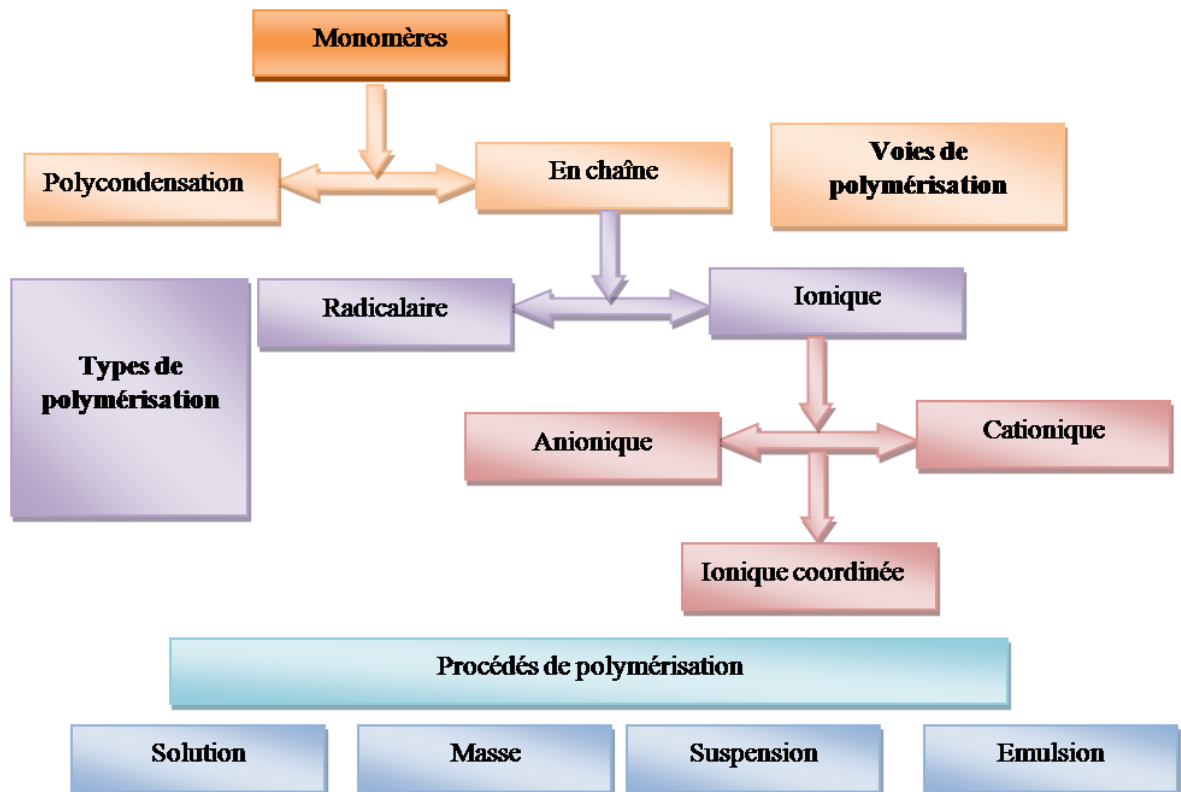 Monomères
Polycondensation
En chaîne
Voies de
polymérisation
Types de
polymérisation
Radicalaire
Ionique
Anionique
Cationique
Ionique coordinée
Procédés de polymérisation
Solution
Masse
Suspension
Emulsion